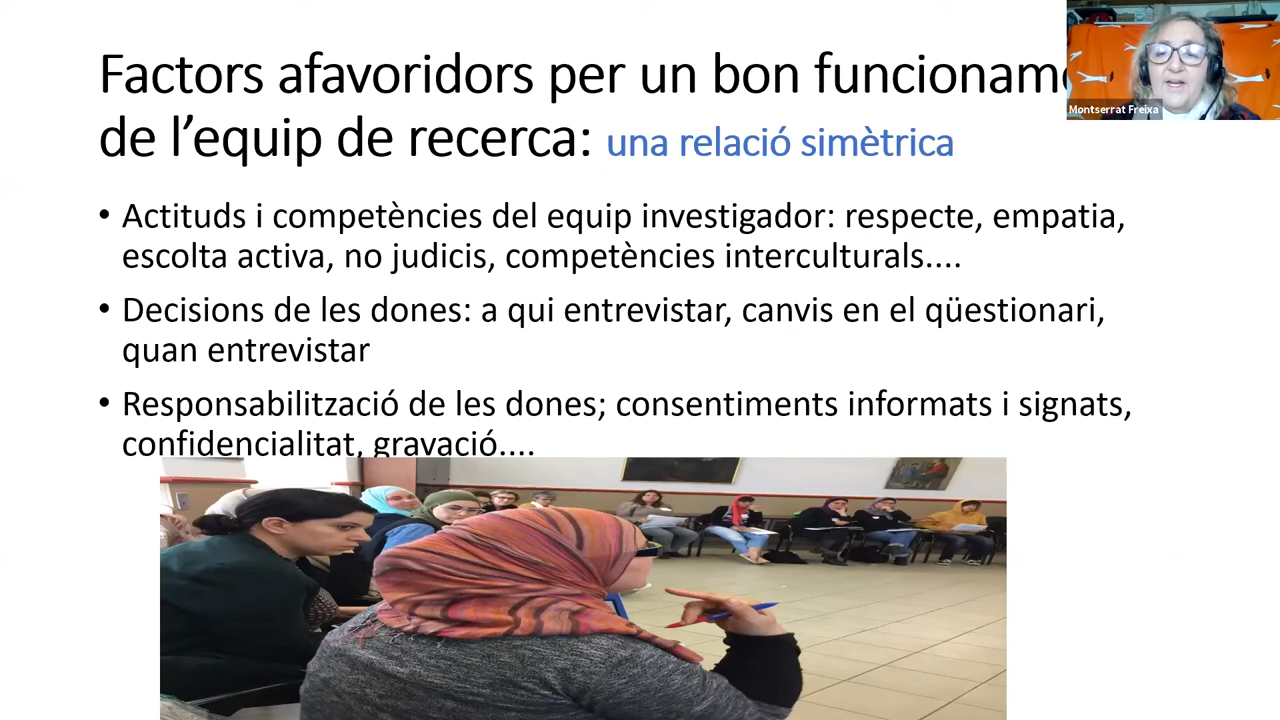 Factors afavoridors per un bon funcionam
de l’equip de recerca: una relació simètrica
Montserrat Freixa
• Actituds i competències del equip investigador: respecte, empatia,
escolta activa, no judicis, competències interculturals....
• Decisions de les dones: a qui entrevistar, canvis en el qüestionari,
quan entrevistar
• Responsabilització de les dones; consentiments informats i signats,
confidencialitat, gravació....